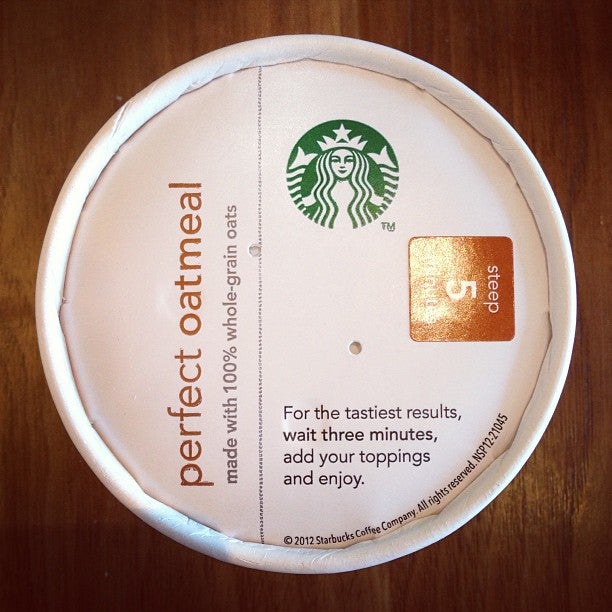 perfect oatmeal
made with 100% whole-grain oats
TM
steep
5
For the tastiest results,
wait three minutes,
add your toppings
and enjoy.
© 2012 Starbucks Coffee Company. All rights reserved. NSP12-21045